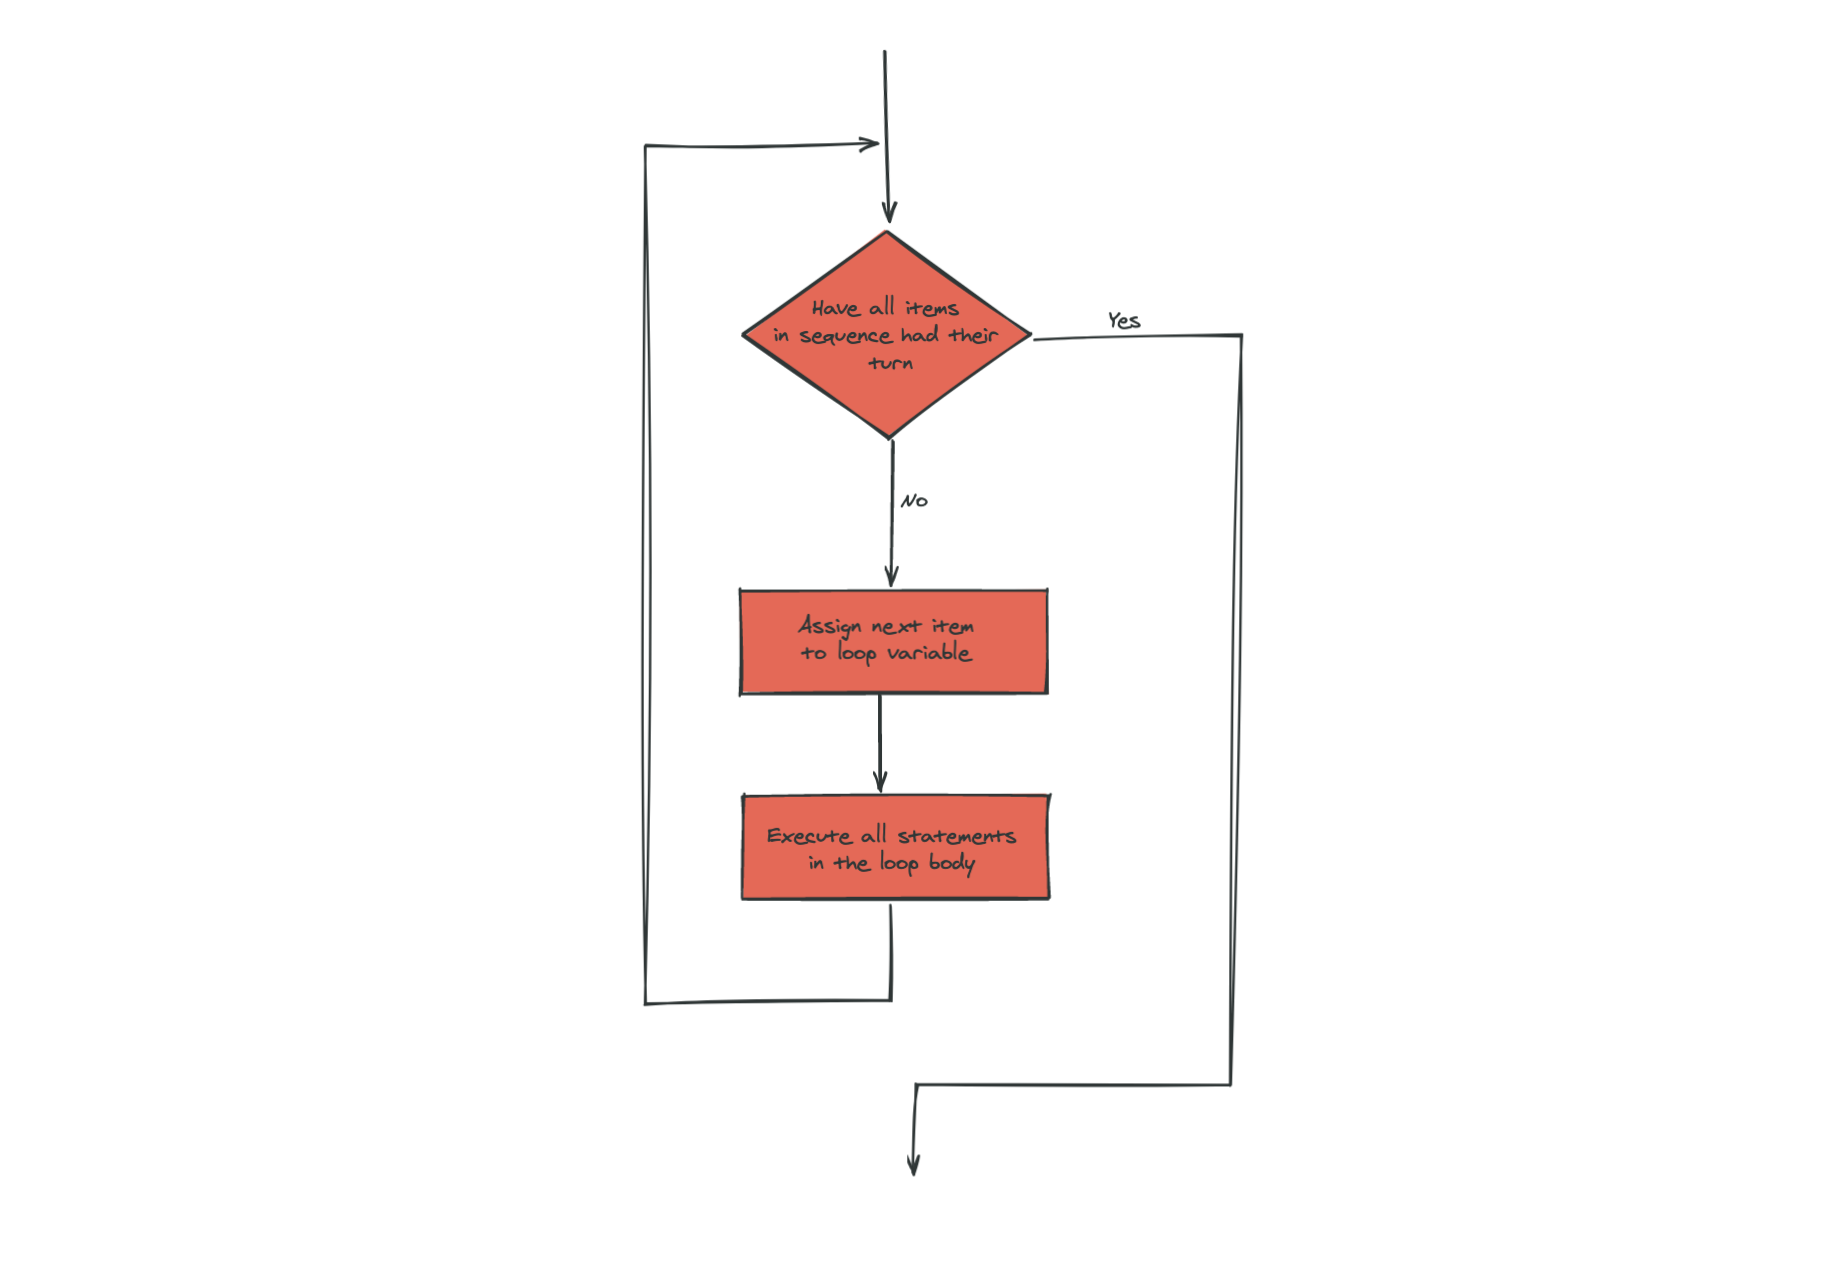 Have all items
in sequence had their
turn
Yes
No
Assign next item
to loop variable
Execute all statements
in the loop body